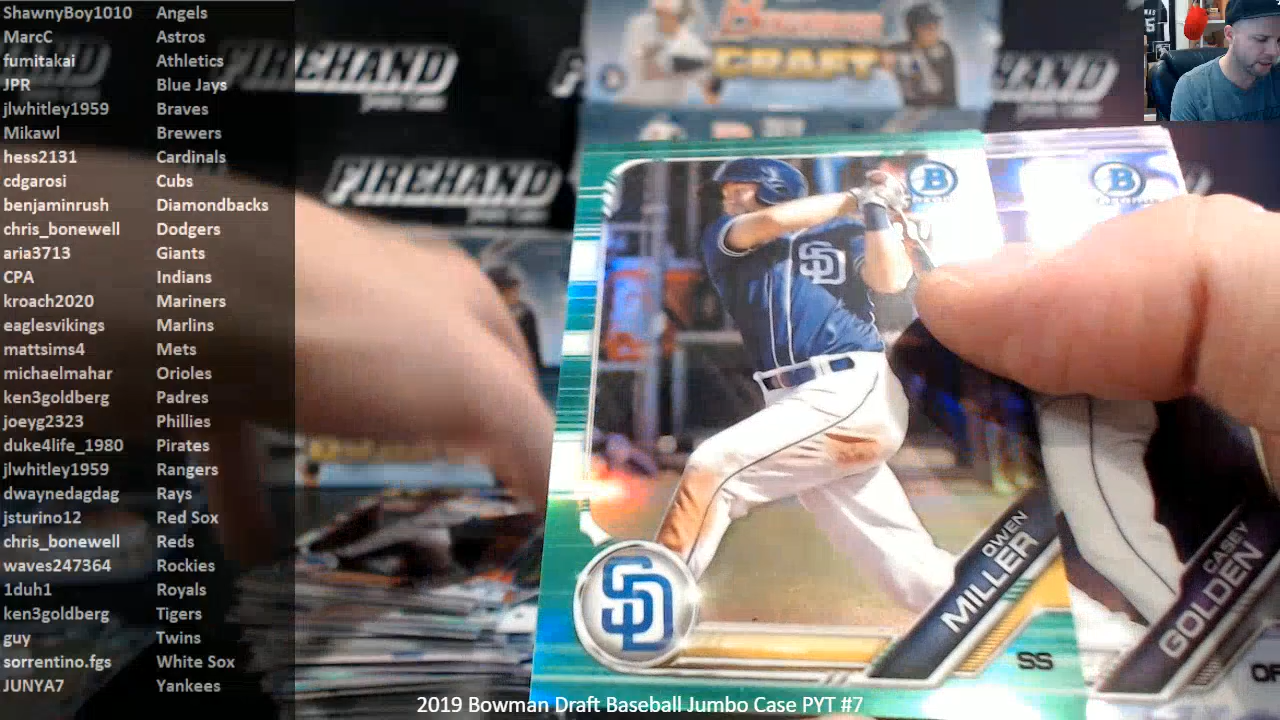 ShawnyBoy1010 Angels
MarcC Astros
fumitakai Athletics
JPR Blue Jays
jlwhitley1959 Braves
Mikawl Brewers
hess2131 Cardinals
cdgarosi Cubs
benjaminrush Diamondbacks
chris_bonewell Dodgers
aria3713 Giants
CPA Indians
kroach2020 Mariners
eaglesvikings Marlins
mattsims4 Mets
michaelmahar Orioles
ken3goldberg Padres
joeyg2323 Phillies
duke4life_1980 Pirates
jlwhitley1959 Rangers
dwaynedagdag Rays
jsturino12 Red Sox
chris_bonewell Reds
waves247364 Rockies
1duh1 Royals
ken3goldberg Tigers
guy Twins
sorrentino.fgs White Sox
JUNYA7 Yankees
FIREHAND
FIREHAND
Bowman
DRAFT
B
B
SD
SD
OWEN
MILLER
SS
CASEY
GOLDEN
OF
2019 Bowman Draft Baseball Jumbo Case PYT #7